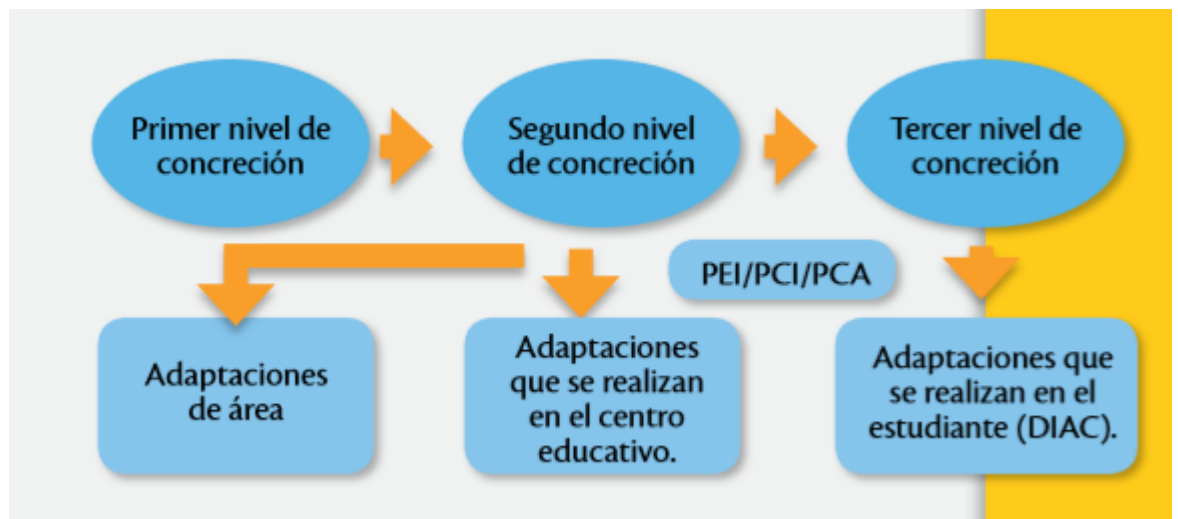 Primer nivel de
concreción
Segundo nivel
de concreción
Tercer nivel de
concreción
PEI/PCI/PCA
Adaptaciones
de área
Adaptaciones
que se realizan
en el centro
educativo.
Adaptaciones que
se realizan en el
estudiante (DIAC).